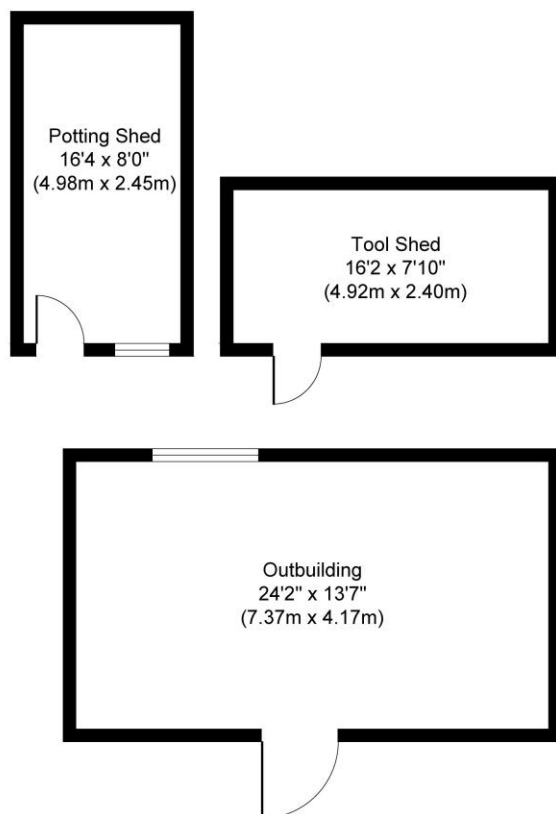 Potting Shed
16'4 x 8'0"
(4.98m x 2.45m)
Tool Shed
16'2 x 7'10"
(4.92m x 2.40m)
Outbuilding
24'2" x 13'7"
(7.37m x 4.17m)